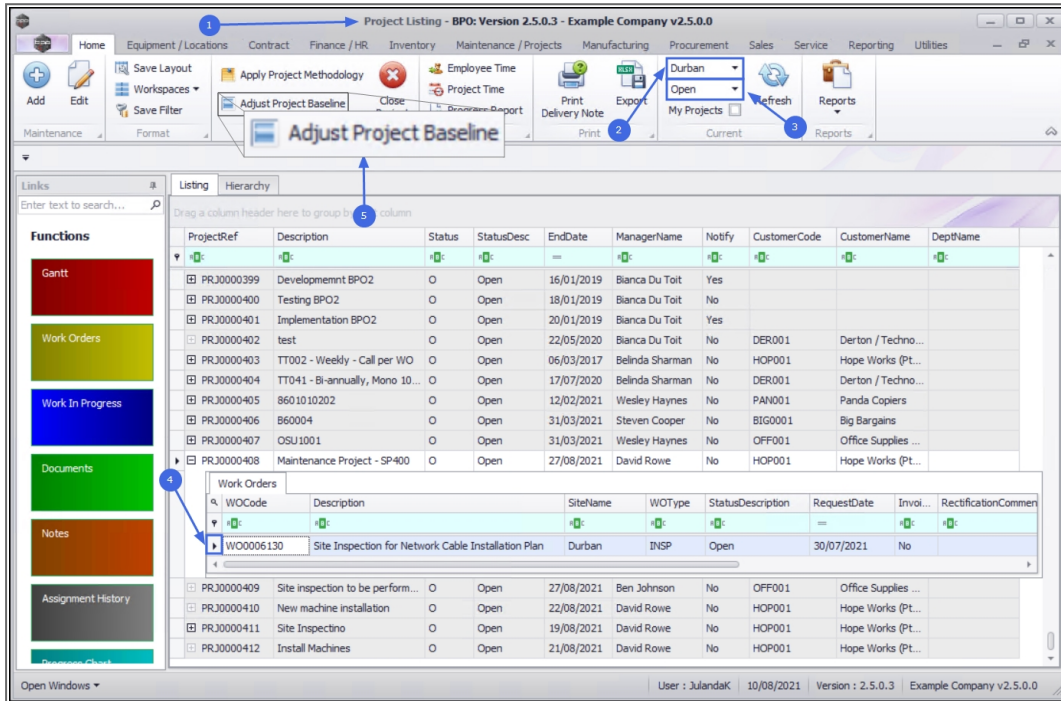 1
Project Listing - BPO: Version 2.5.0.3 - Example Company v2.5.0.0
Home Equipment / Locations Contract Finance / HR Inventory Maintenance / Projects Manufacturing Procurement Sales Service Reporting Utilities
Add Edit
Save Layout
Workspaces
Save Filter
Apply Project Methodology
Adjust Project Baseline
Close
Employee Time
Project Time
Progress Report
Print
Delivery Note
Export
Durban
Open
My Projects
Refresh
Reports
Adjust Project Baseline
2
3
Maintenance Format Print Current Reports
5
Links
Listing Hierarchy
Enter text to search...
Drag a column header here to group by column
Functions
ProjectRef Description Status StatusDesc EndDate ManagerName Notify CustomerCode CustomerName DeptName
PRJ0000399 Developmemnt BPO2 O Open 16/01/2019 Bianca Du Toit Yes
PRJ0000400 Testing BPO2 O Open 18/01/2019 Bianca Du Toit No
PRJ0000401 Implementation BPO2 O Open 20/01/2019 Bianca Du Toit Yes
PRJ0000402 test O Open 22/05/2020 Bianca Du Toit No DER001 Derton / Techno...
PRJ0000403 TT002 - Weekly - Call per WO O Open 06/03/2017 Belinda Sharman No HOP001 Hope Works (Pt...
PRJ0000404 TT041 - Bi-annually, Mono 10... O Open 17/07/2020 Belinda Sharman No DER001 Derton / Techno...
PRJ0000405 8601010202 O Open 12/02/2021 Wesley Haynes No PAN001 Panda Copiers
PRJ0000406 B60004 O Open 31/03/2021 Steven Cooper No BIG0001 Big Bargains
PRJ0000407 OSU1001 O Open 31/03/2021 Wesley Haynes No OFF001 Office Supplies ...
PRJ0000408 Maintenance Project - SP400 O Open 27/08/2021 David Rowe No HOP001 Hope Works (Pt...
4
Work Orders
WOCode Description SiteName WOType StatusDescription RequestDate Invoi... RectificationCommen
WO0006130 Site Inspection for Network Cable Installation Plan Durban INSP Open 30/07/2021 No
PRJ0000409 Site inspection to be perform... O Open 27/08/2021 Ben Johnson No OFF001 Office Supplies ...
PRJ0000410 New machine installation O Open 22/08/2021 David Rowe No HOP001 Hope Works (Pt...
PRJ0000411 Site Inspectino O Open 19/08/2021 David Rowe No HOP001 Hope Works (Pt...
PRJ0000412 Install Machines O Open 21/08/2021 David Rowe No HOP001 Hope Works (Pt...
Gantt
Work Orders
Work In Progress
Documents
Notes
Assignment History
Progress Chart
Open Windows
User : JulandaK 10/08/2021 Version : 2.5.0.3 Example Company v2.5.0.0